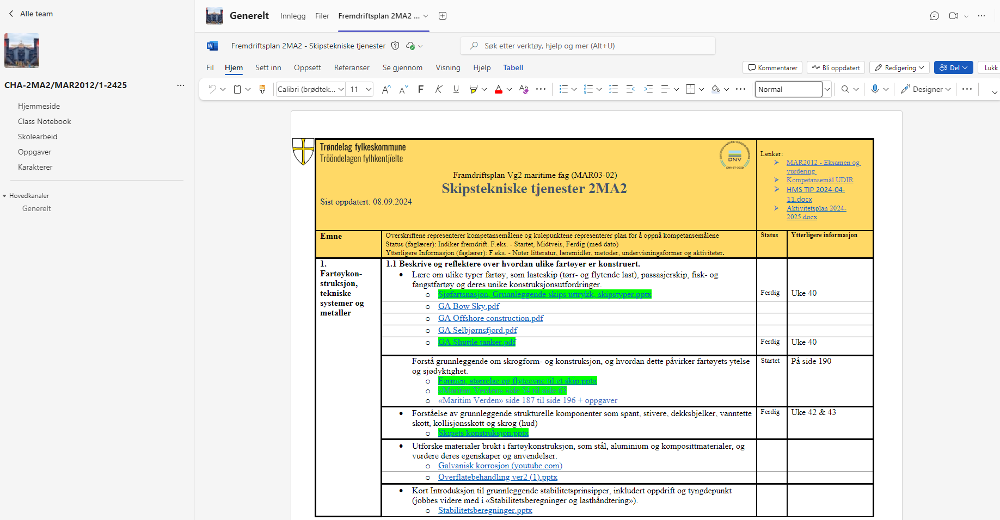 Alle team
CHA-2MA2/MAR2012/1-2425
...
Hjemmeside
Class Notebook
Skolearbeid
Oppgaver
Karakterer
Hovedkanaler
Generelt
Generelt
Innlegg
Filer
Fremdriftsplan 2MA2 ...
Fremdriftsplan 2MA2 - Skipstekniske tjenester
Søk etter verktøy, hjelp og mer (Alt+U)
Fil
Hjem
Sett inn
Oppsett
Referanser
Se gjennom
Visning
Hjelp
Tabell
Kommentarer
Bli oppdatert
Redigering
Del
Lukk
Calibri (brødtek...
11
F
K
U
Normal
Designer
Trøndelag fylkeskommune
Trööndelagen fylhkentjïelte
DNV
Framdriftsplan Vg2 maritime fag (MAR03-02)
Skipstekniske tjenester 2MA2
Sist oppdatert: 08.09.2024
Lenker:
MAR2012 - Eksamen og
vurdering
Kompetansemål UDIR
HMS TIP 2024-04-
11.docx
Aktivitetsplan 2024-
2025.docx
Emne
Overskriftene representerer kompetansemålene og kulepunktene representerer plan for å oppnå kompetansemålene
Status (faglærer): Indiker fremdrift. F.eks. - Startet, Midtveis, Ferdig (med dato)
Ytterligere Informasjon (faglærer): F.eks. - Noter litteratur, læremidler, metoder, undervisningsformer og aktiviteter.
Status
Ytterligere informasjon
1.
Fartøykon-
struksjon,
tekniske
systemer og
metaller
1.1 Beskrive og reflektere over hvordan ulike fartøyer er konstruert.
• Lære om ulike typer fartøy, som lasteskip (tørr- og flytende last), passasjerskip, fisk- og
fangstfartøy og deres unike konstruksjonsutfordringer.
o Sjøfartsnasjon, Grunnleggende skips uttrykk, skipstyper.pptx
Ferdig
Uke 40
o GA Bow Sky.pdf
o GA Offshore construction.pdf
o GA Selbjørnsfjord.pdf
o GA Shuttle tanker.pdf
Ferdig
Uke 40
Forstå grunnleggende om skrogform- og konstruksjon, og hvordan dette påvirker fartøyets ytelse
og sjødyktighet.
Startet
På side 190
o Formen, størrelse og flyteevne til et skip.pptx
o «Maritim Verden» side 54 til side 63
o «Maritim Verden» side 187 til side 196 + oppgaver
• Forståelse av grunnleggende strukturelle komponenter som spant, stivere, dekksbjelker, vanntette
skott, kollisjonsskott og skrog (hud)
Ferdig
Uke 42 & 43
o Skipets konstruksjon.pptx
• Utforske materialer brukt i fartøykonstruksjon, som stål, aluminium og komposittmaterialer, og
vurdere deres egenskaper og anvendelser.
o Galvanisk korrosjon (youtube.com)
o Overflatebehandling ver2 (1).pptx
• Kort Introduksjon til grunnleggende stabilitetsprinsipper, inkludert oppdrift og tyngdepunkt
(jobbes videre med i «Stabilitetsberegninger og lasthåndtering»).
o Stabilitetsberegninger.pptx